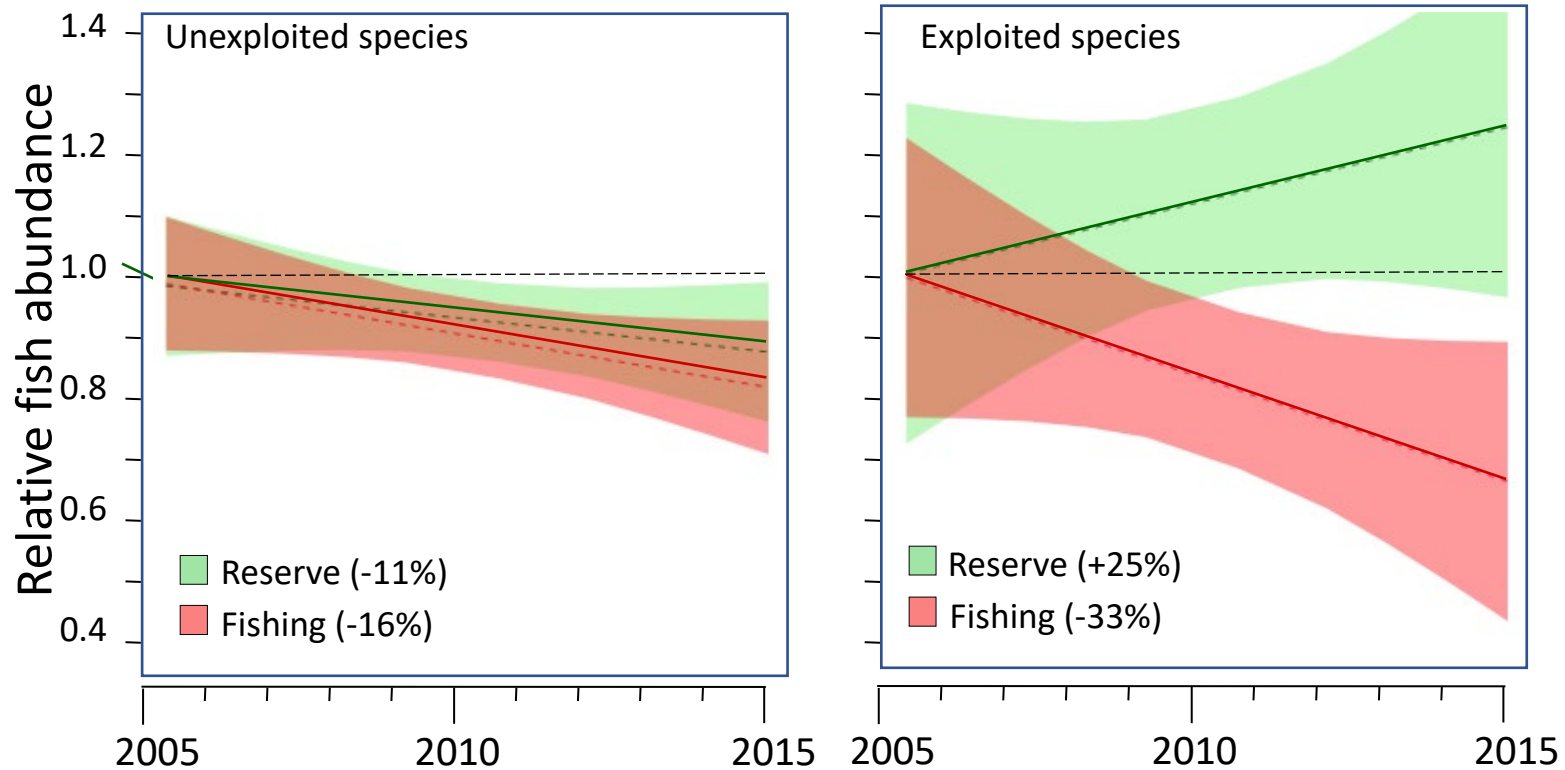 Relative fish abundance
1.4
1.2
1.0
0.8
0.6
0.4
Unexploited species
Reserve (-11%)
Fishing (-16%)
2005
2010
2015
Exploited species
Reserve (+25%)
Fishing (-33%)
2005
2010
2015